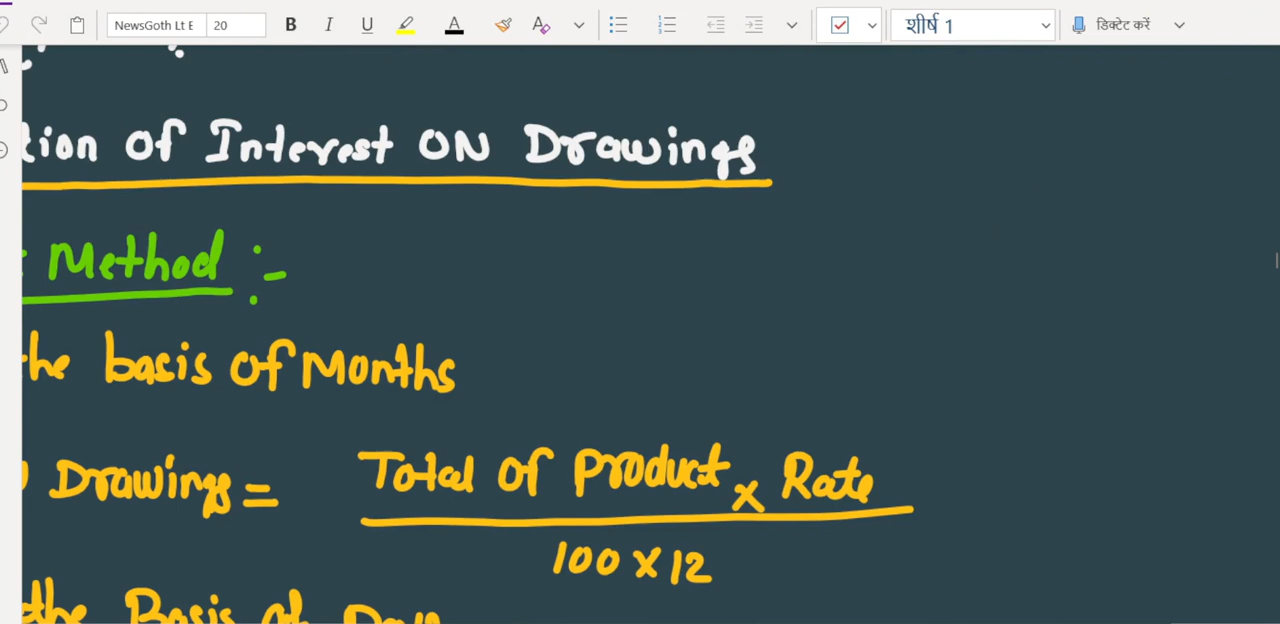 NewsGoth Lt E 20 B I U A A शीर्ष 1 डिक्टेट करें
tion of Interest ON Drawings
Method :-
the basis of Months
Drawings = Total of Product x Rate
100 x 12
the Basis of Days